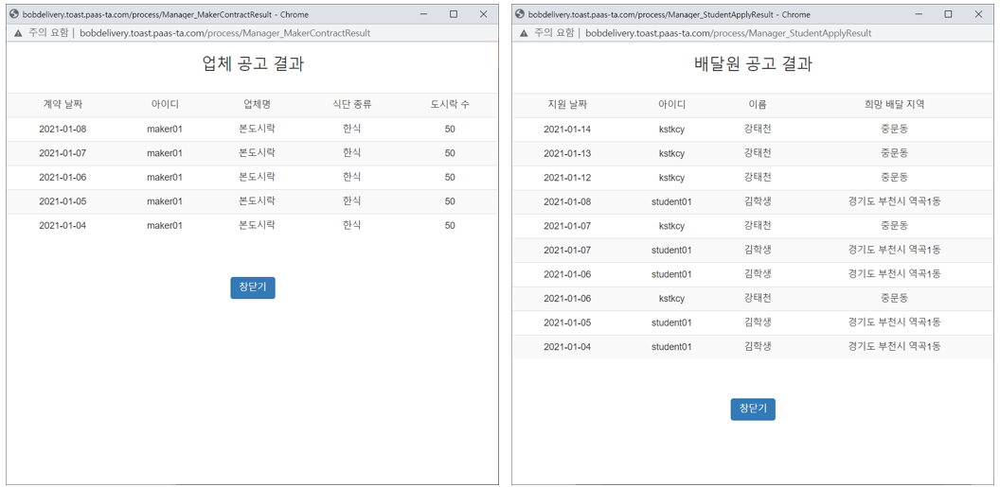 bobdelivery.toast.paas-ta.com/process/Manager_MakerContractResult - Chrome
주의 요함 | bobdelivery.toast.paas-ta.com/process/Manager_MakerContractResult
업체 공고 결과
계약 날짜 아이디 업체명 식단 종류 도시락 수
2021-01-08 maker01 본도시락 한식 50
2021-01-07 maker01 본도시락 한식 50
2021-01-06 maker01 본도시락 한식 50
2021-01-05 maker01 본도시락 한식 50
2021-01-04 maker01 본도시락 한식 50
창닫기
bobdelivery.toast.paas-ta.com/process/Manager_StudentApplyResult - Chrome
주의 요함 | bobdelivery.toast.paas-ta.com/process/Manager_StudentApplyResult
배달원 공고 결과
지원 날짜 아이디 이름 희망 배달 지역
2021-01-14 kstkcy 강태천 중문동
2021-01-13 kstkcy 강태천 중문동
2021-01-12 kstkcy 강태천 중문동
2021-01-08 student01 김학생 경기도 부천시 역곡1동
2021-01-07 kstkcy 강태천 중문동
2021-01-07 student01 김학생 경기도 부천시 역곡1동
2021-01-06 student01 김학생 경기도 부천시 역곡1동
2021-01-06 kstkcy 강태천 중문동
2021-01-05 student01 김학생 경기도 부천시 역곡1동
2021-01-04 student01 김학생 경기도 부천시 역곡1동
창닫기